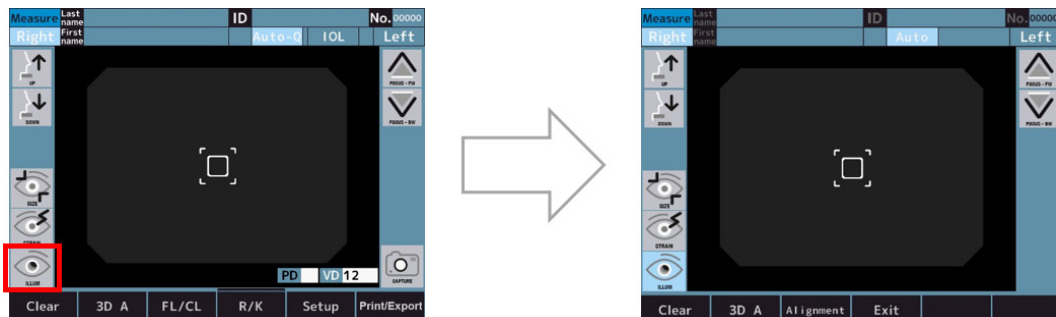 Measure Last name ID No. 00000
Right First name Auto-Q IOL Left
UP
FOCUS - FW
DOWN
FOCUS - BW
SIZE
STRAIN
ILLUM
CAPTURE
PD VD 12
Clear 3D A FL/CL R/K Setup Print/Export
Measure Last name ID No. 00000
Right First name Auto Left
UP
FOCUS - FW
DOWN
FOCUS - BW
SIZE
STRAIN
ILLUM
Clear 3D A Alignment Exit